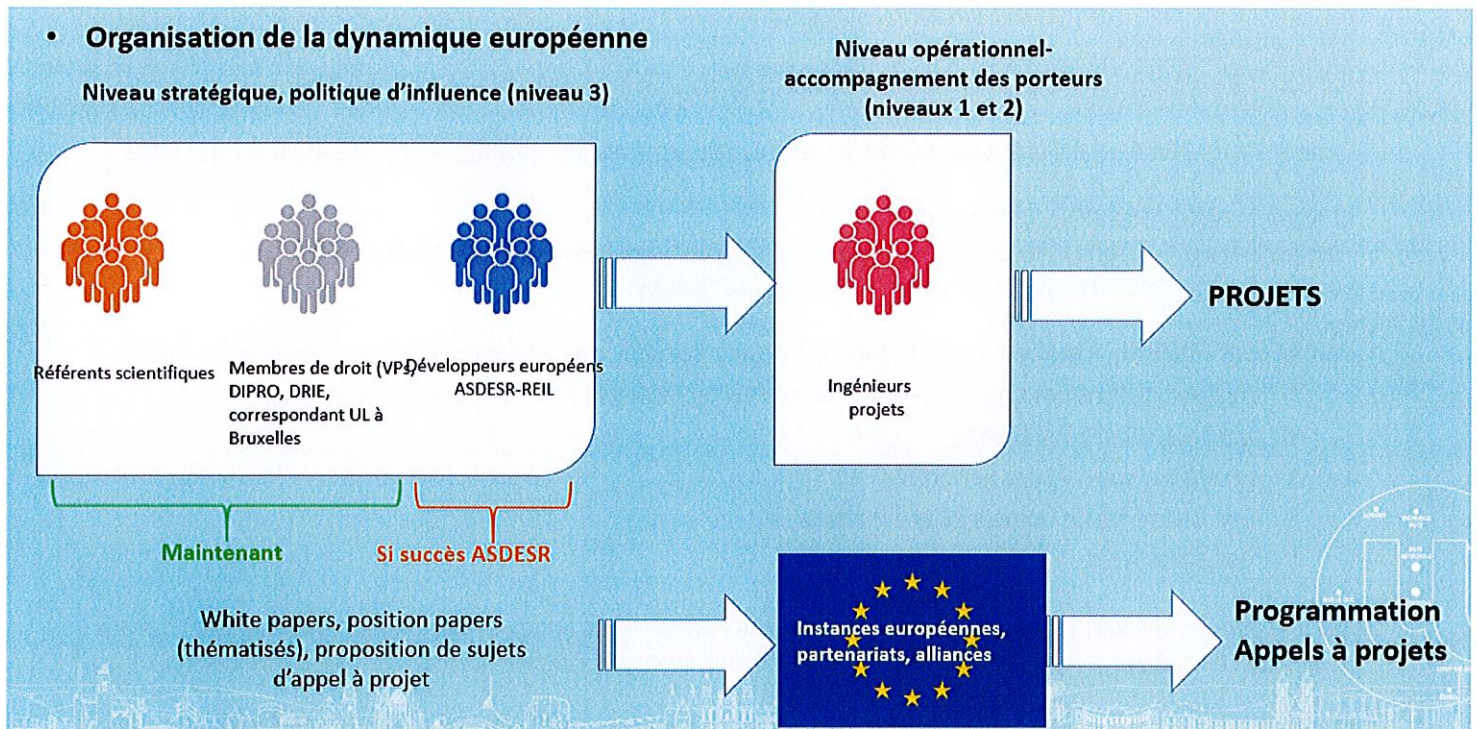 • Organisation de la dynamique européenne
Niveau stratégique, politique d'influence (niveau 3)
Niveau opérationnel-
accompagnement des porteurs
(niveaux 1 et 2)
Référents scientifiques
Membres de droit (VPs
DIPRO, DRIE,
correspondant UL à
Bruxelles
Développeurs européens
ASDESR-REIL
Ingénieurs
projets
PROJETS
Maintenant
Si succès ASDESR
White papers, position papers
(thématisés), proposition de sujets
d'appel à projet
Instances européennes,
partenariats, alliances
Programmation
Appels à projets